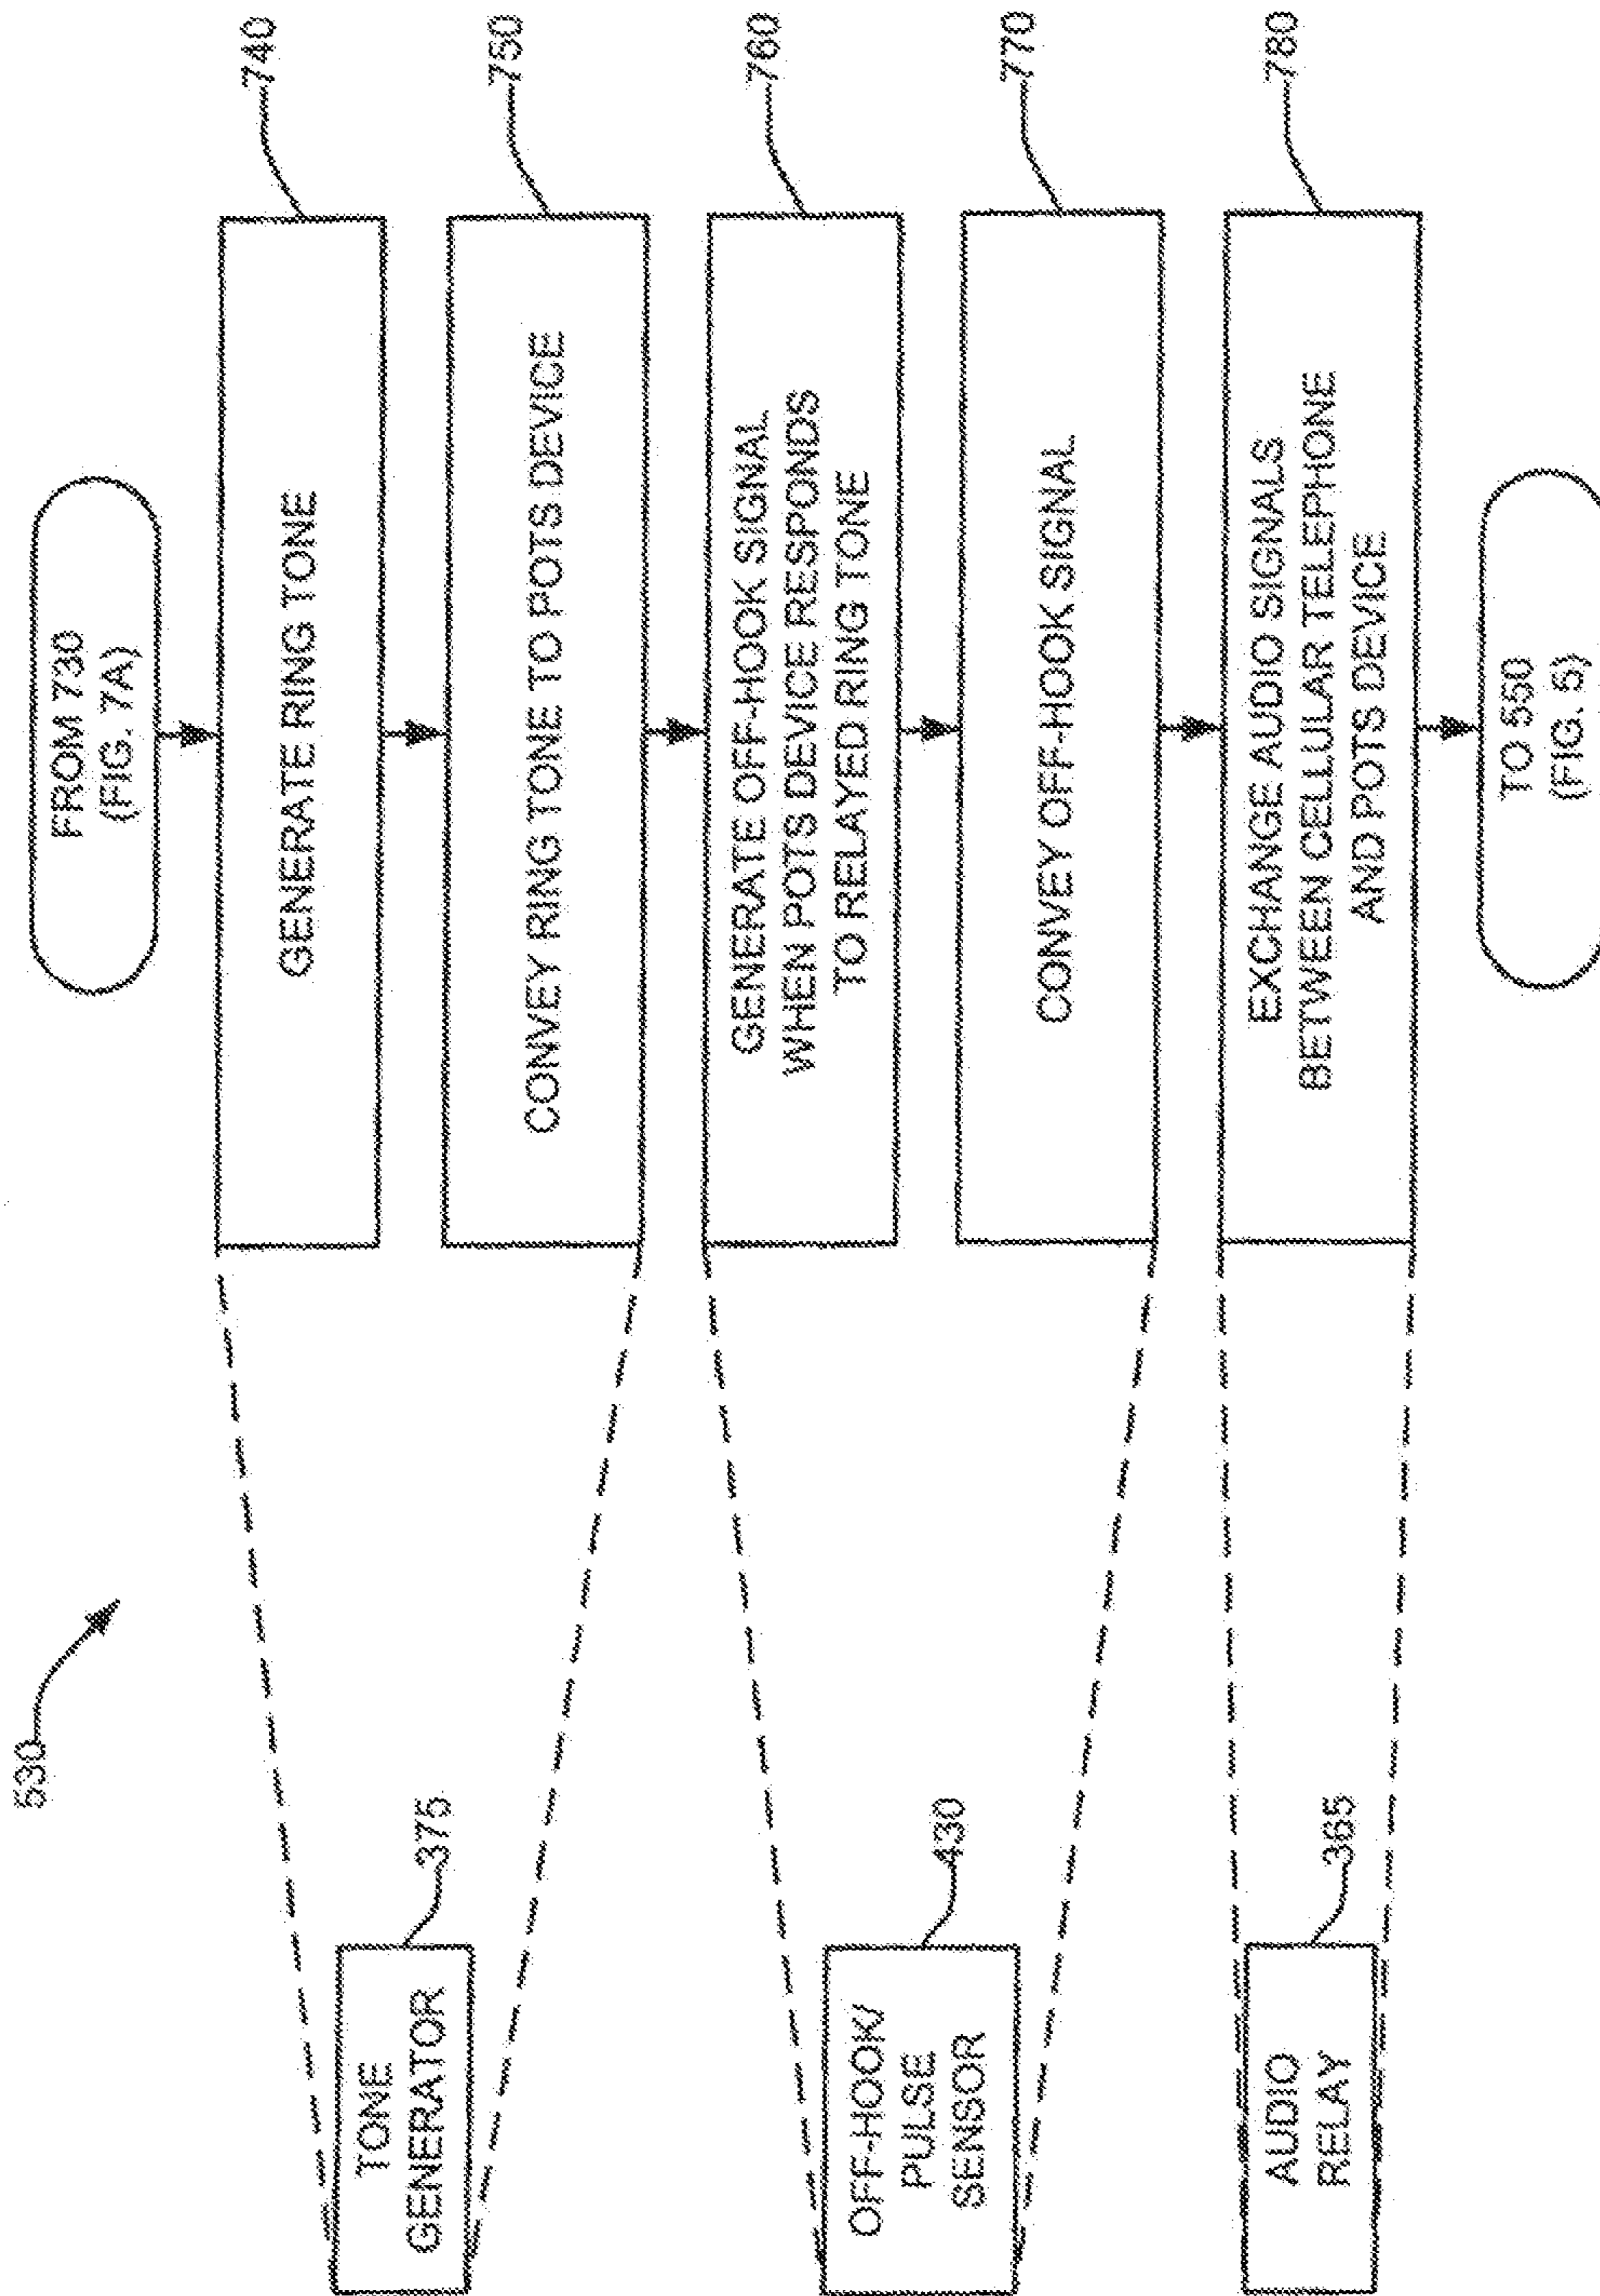 530
FROM 730
(FIG. 7A)
TONE
GENERATOR
375
GENERATE RING TONE
740
CONVEY RING TONE TO POTS DEVICE
750
OFF-HOOK/
PULSE
SENSOR
430
GENERATE OFF-HOOK SIGNAL
WHEN POTS DEVICE RESPONDS
TO RELAYED RING TONE
760
CONVEY OFF-HOOK SIGNAL
770
AUDIO
RELAY
365
EXCHANGE AUDIO SIGNALS
BETWEEN CELLULAR TELEPHONE
AND POTS DEVICE
780
TO 550
(FIG. 5)